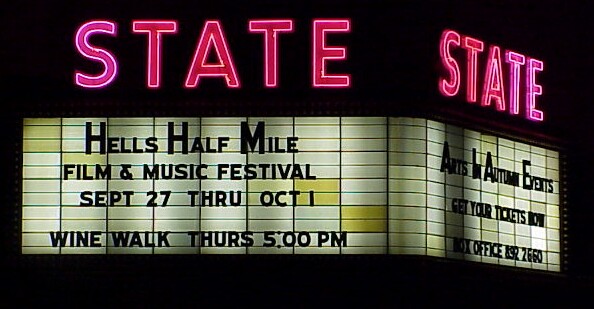 STATE
HELLS HALF MILE
FILM & MUSIC FESTIVAL
SEPT 27 THRU OCT 1
WINE WALK THURS 5:00 PM
STATE
ARTS IN AUTUMN EVENTS
GET YOUR TICKETS NOW
BOX OFFICE 892 2660